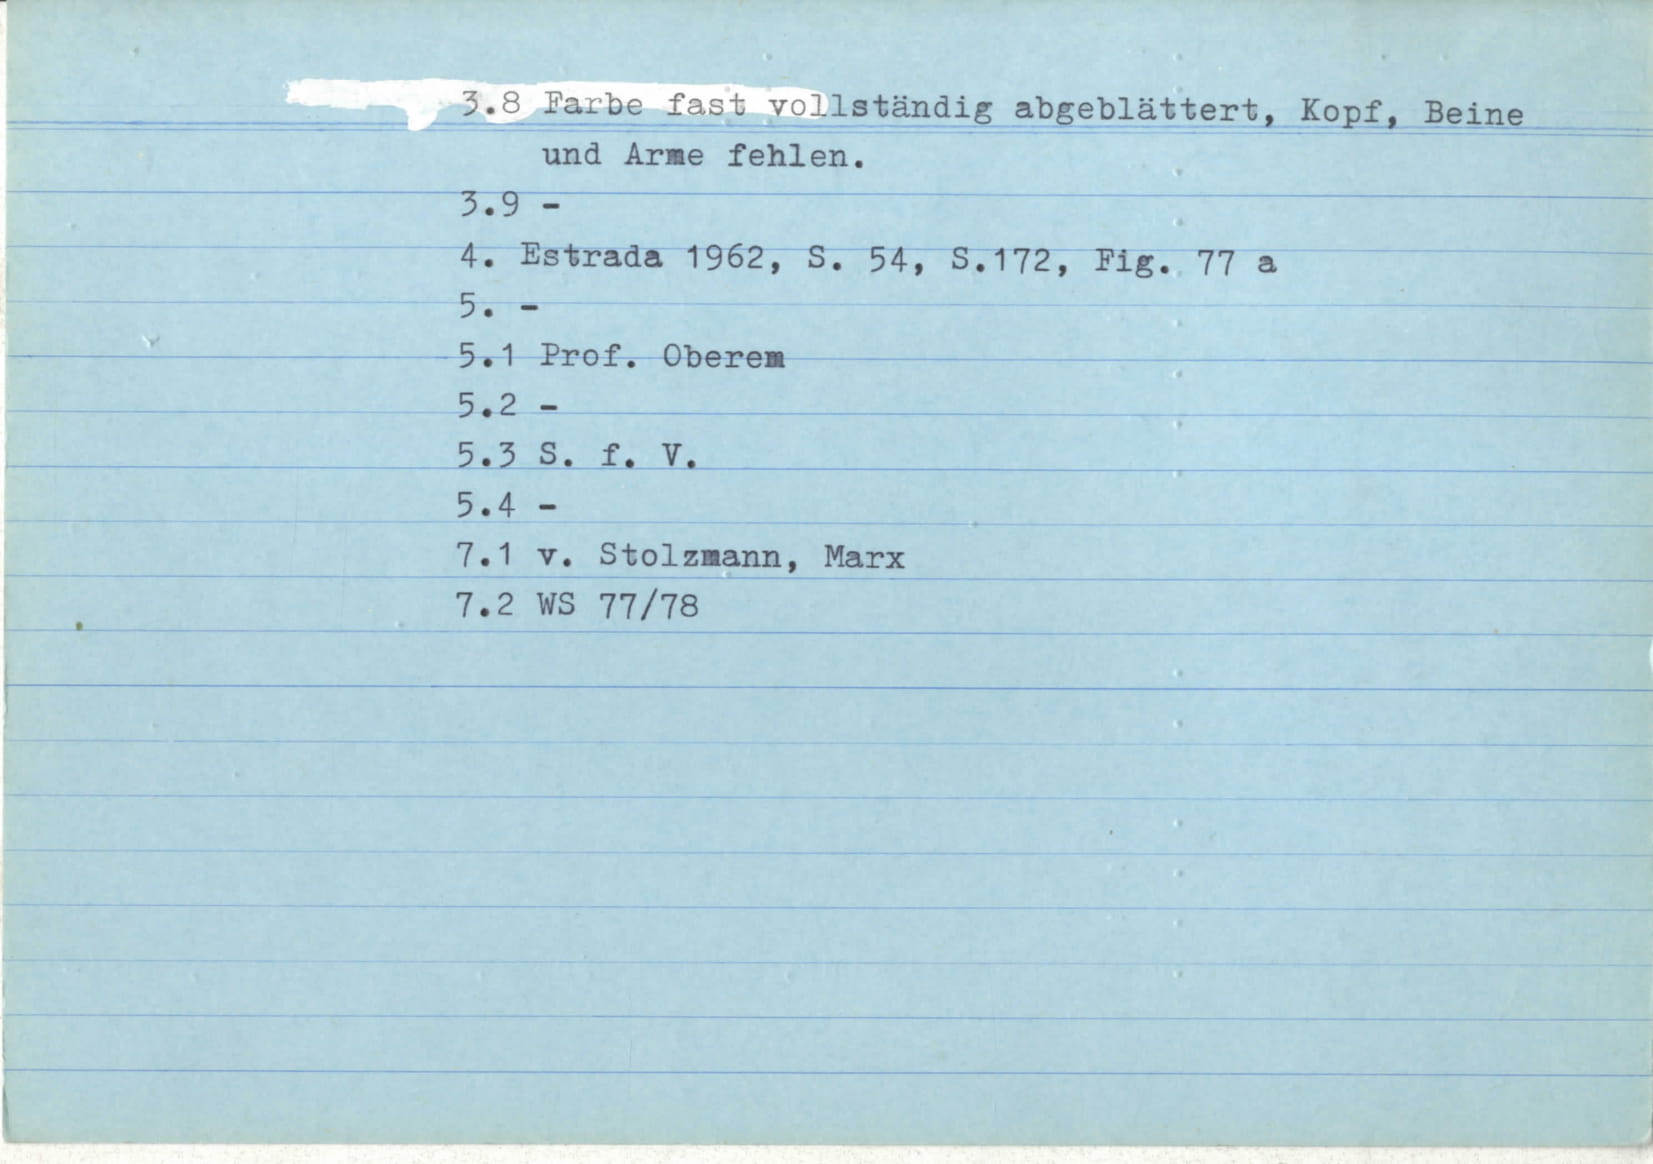 3.8 Farbe fast vollständig abgeblättert, Kopf, Beine
und Arme fehlen.
3.9 -
4. Estrada 1962, S. 54, S.172, Fig. 77 a
5. -
5.1 Prof. Oberem
5.2 -
5.3 S. f. V.
5.4 -
7.1 v. Stolzmann, Marx
7.2 WS 77/78